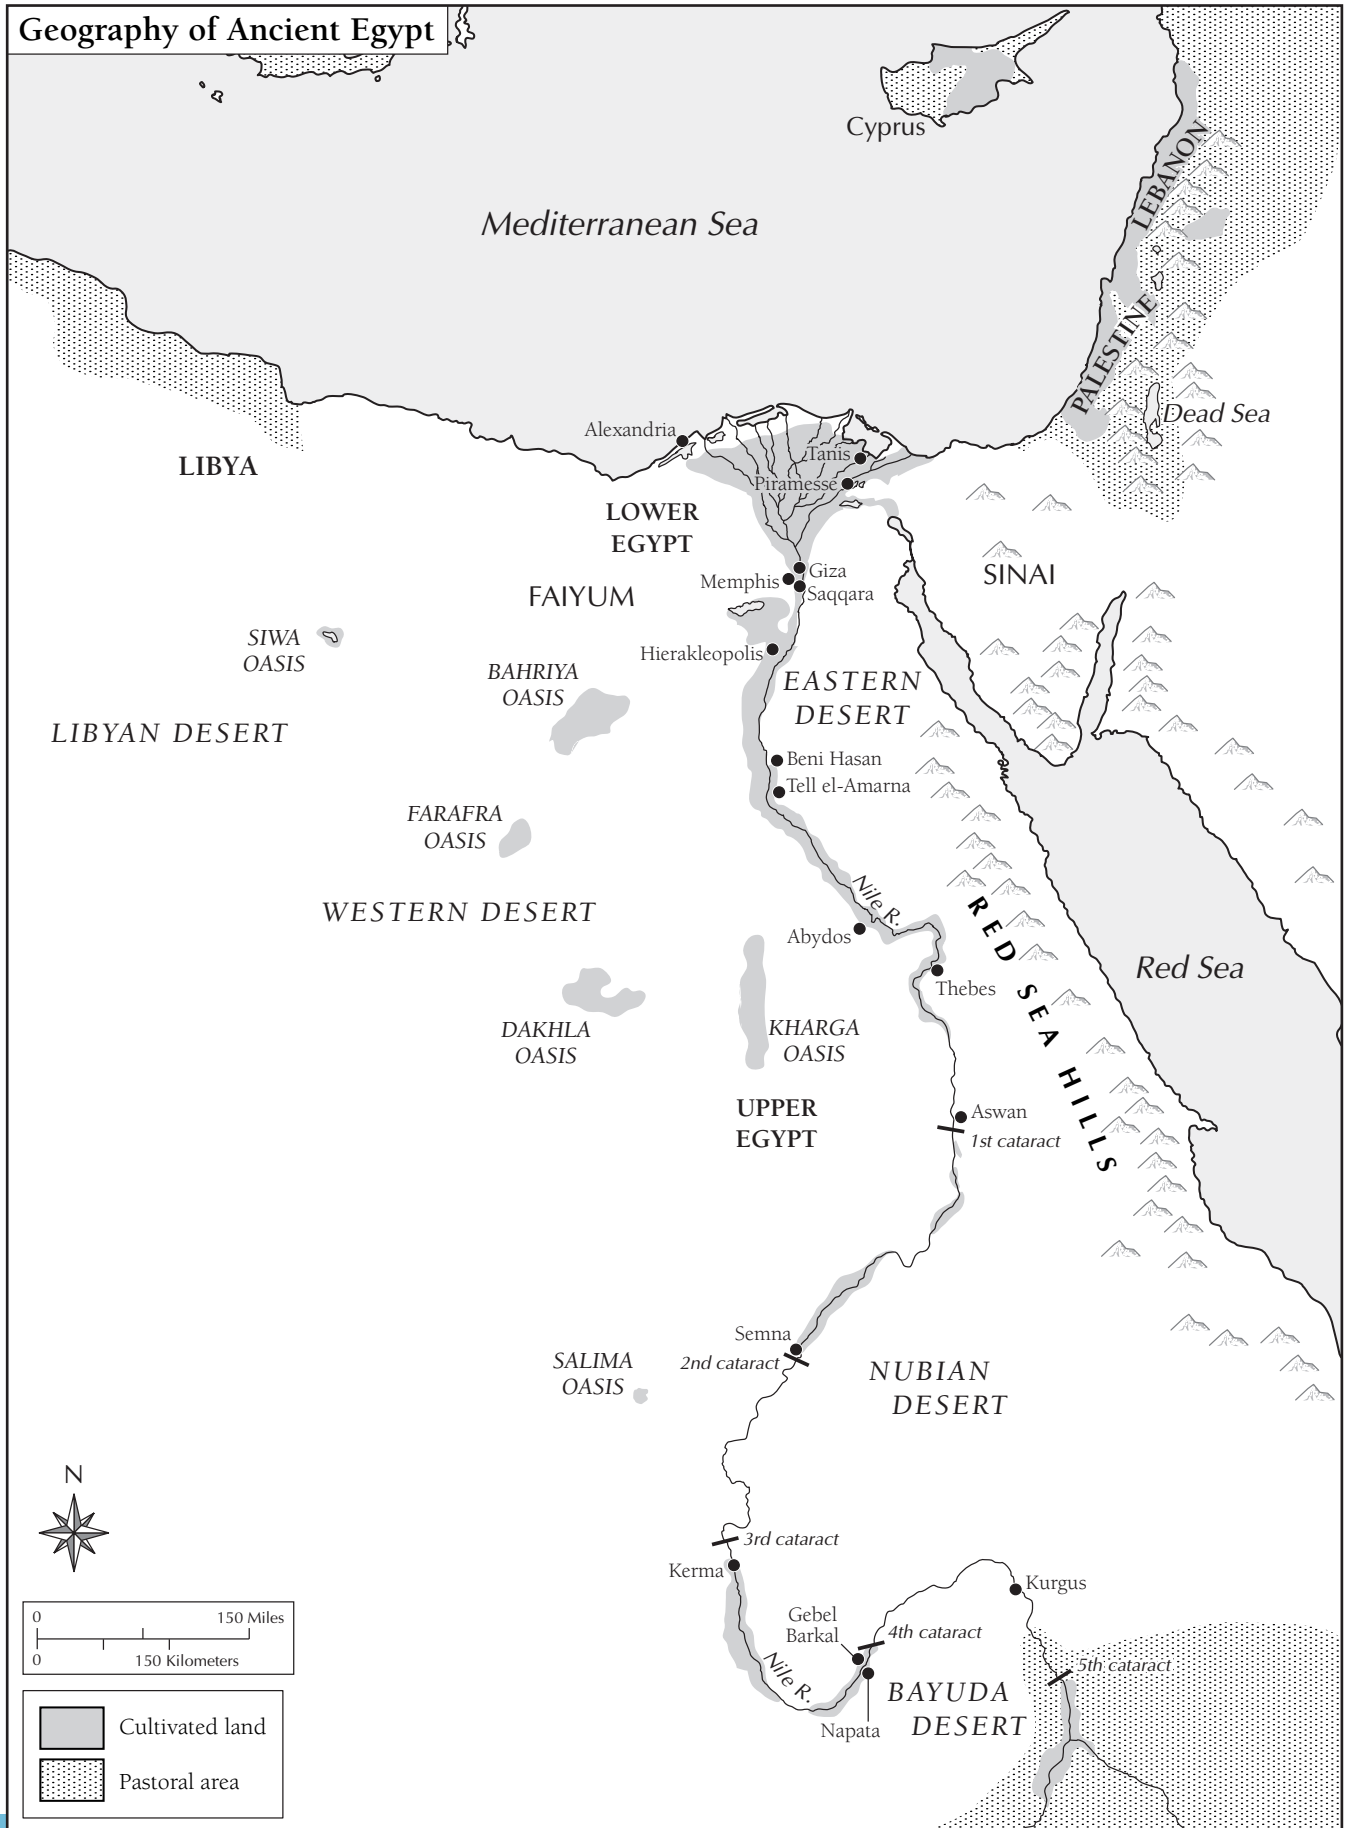 Geography of Ancient Egypt
Cyprus
LEBANON
Mediterranean Sea
PALESTINE
Dead Sea
Alexandria
Tanis
LIBYA
Piramesse
LOWER
EGYPT
SINAI
Giza
Memphis
Saqqara
FAIYUM
SIWA
OASIS
Hierakleopolis
BAHRIYA
OASIS
EASTERN
DESERT
LIBYAN DESERT
Beni Hasan
Tell el-Amarna
FARAFRA
OASIS
Nile R.
WESTERN DESERT
RED SEA HILLS
Abydos
Red Sea
Thebes
DAKHLA
OASIS
KHARGA
OASIS
UPPER
EGYPT
Aswan
1st cataract
Semna
2nd cataract
SALIMA
OASIS
NUBIAN
DESERT
N
3rd cataract
Kerma
Kurgus
Gebel
Barkal
4th cataract
Nile R.
5th cataract
BAYUDA
DESERT
Napata
0 150 Miles
0 150 Kilometers
Cultivated land
Pastoral area